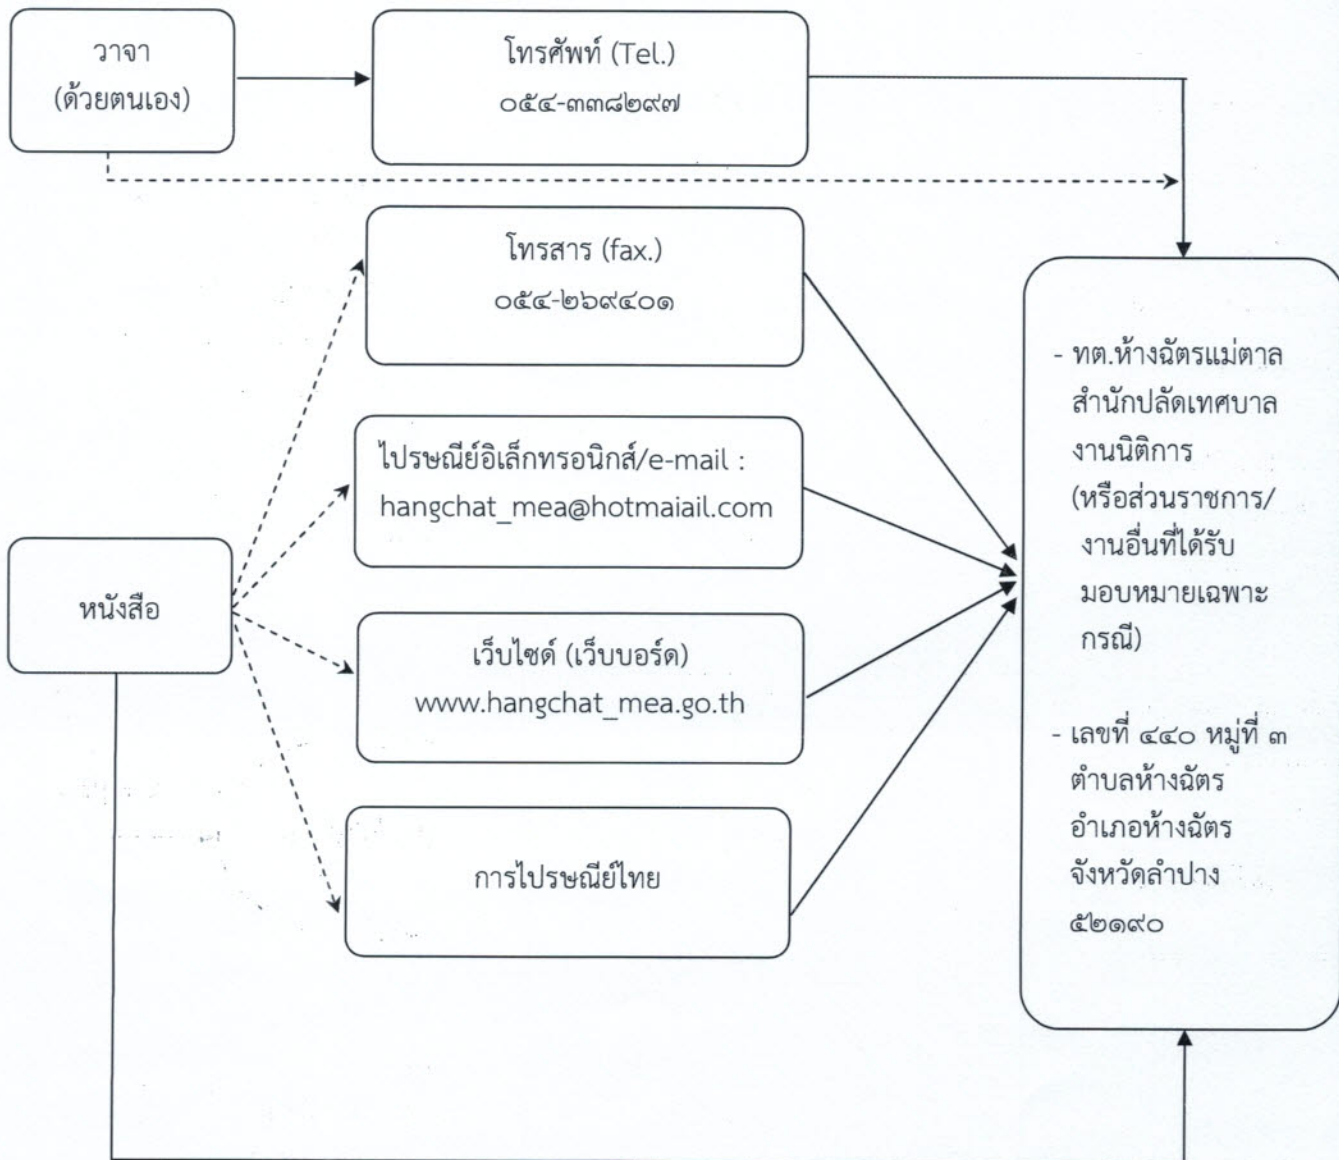 วาจา
(ด้วยตนเอง)
โทรศัพท์ (Tel.)
๐๕๔-๓๓๘๒๙๗
โทรสาร (fax.)
๐๕๔-๒๖๙๔๐๑
ไปรษณีย์อิเล็กทรอนิกส์/e-mail :
hangchat_mea@hotmaiail.com
หนังสือ
เว็บไซด์ (เว็บบอร์ด)
www.hangchat_mea.go.th
การไปรษณีย์ไทย
- ทต.ห้างฉัตรแม่ตาล
สำนักปลัดเทศบาล
งานนิติการ
(หรือส่วนราชการ/
งานอื่นที่ได้รับ
มอบหมายเฉพาะ
กรณี)
- เลขที่ ๔๔๐ หมู่ที่ ๓
ตำบลห้างฉัตร
อำเภอห้างฉัตร
จังหวัดลำปาง
๕๒๑๙๐